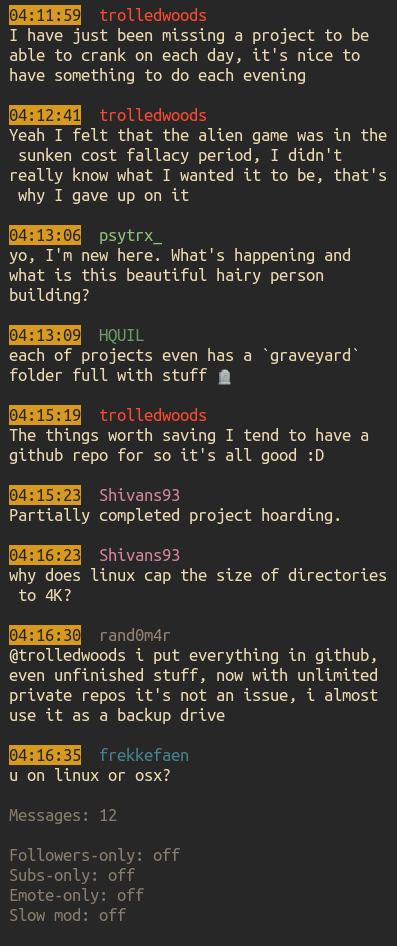 04:11:59 trolledwoods
I have just been missing a project to be
able to crank on each day, it's nice to
have something to do each evening
04:12:41 trolledwoods
Yeah I felt that the alien game was in the
sunken cost fallacy period, I didn't
really know what I wanted it to be, that's
why I gave up on it
04:13:06 psytrx_
yo, I'm new here. What's happening and
what is this beautiful hairy person
building?
04:13:09 HQUIL
each of projects even has a `graveyard`
folder full with stuff 🪦
04:15:19 trolledwoods
The things worth saving I tend to have a
github repo for so it's all good :D
04:15:23 Shivans93
Partially completed project hoarding.
04:16:23 Shivans93
why does linux cap the size of directories
to 4K?
04:16:30 rand0m4r
@trolledwoods i put everything in github,
even unfinished stuff, now with unlimited
private repos it's not an issue, i almost
use it as a backup drive
04:16:35 frekkefaen
u on linux or osx?
Messages: 12
Followers-only: off
Subs-only: off
Emote-only: off
Slow mod: off